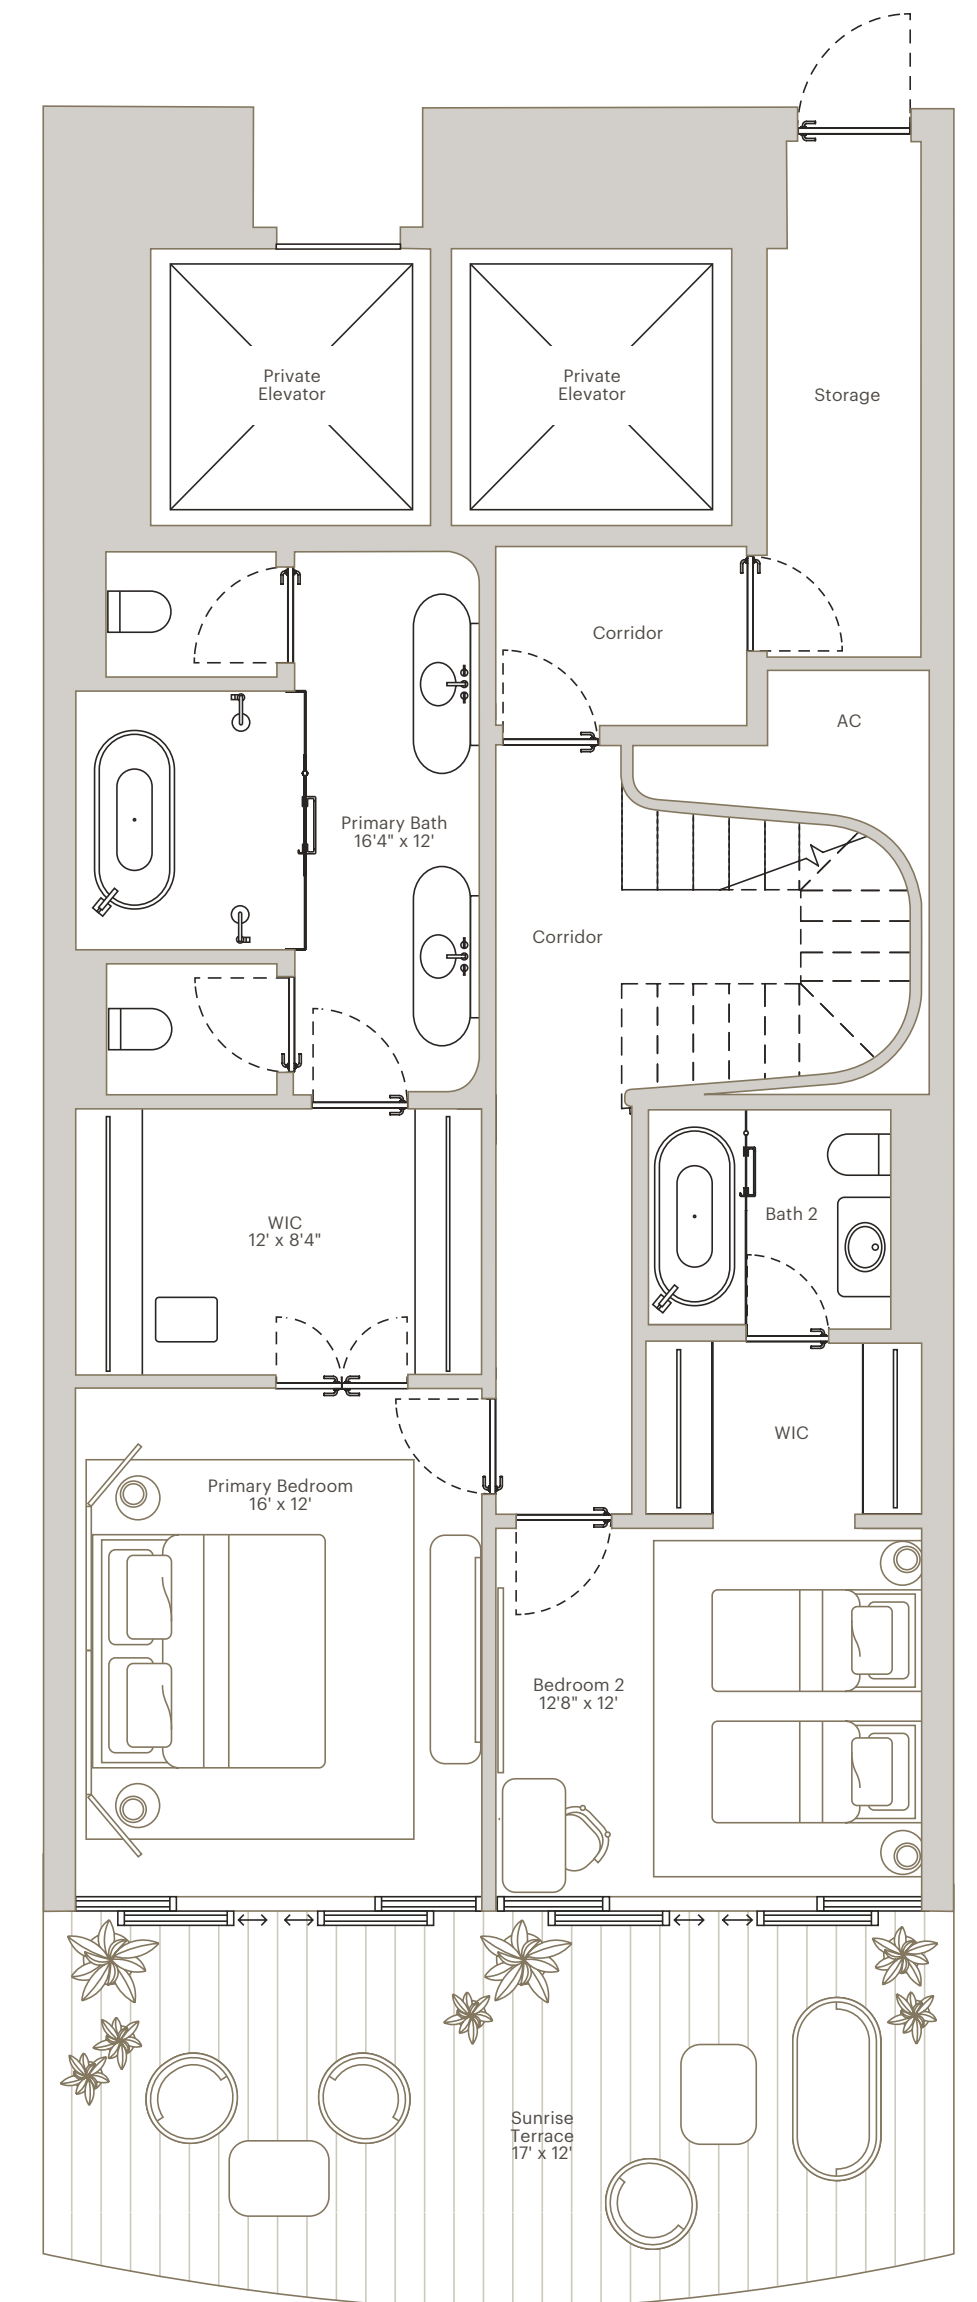 Private
Elevator
Private
Elevator
Storage
Corridor
AC
Primary Bath
16'4" x 12'
Corridor
Bath 2
WIC
12' x 8'4"
WIC
Primary Bedroom
16' x 12'
Bedroom 2
12'8" x 12'
Sunrise
Terrace
17' x 12'